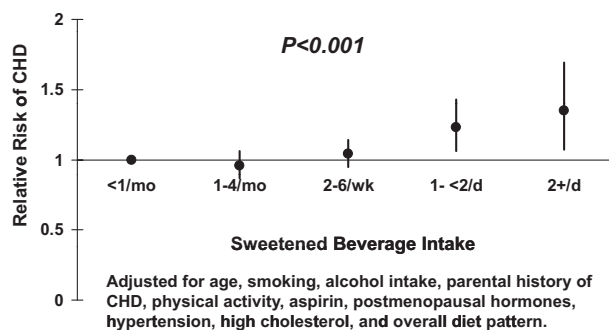 2
P<0.001
1.5
1
<1/mo 1-4/mo 2-6/wk 1- <2/d 2+/d
0.5
0
Relative Risk of CHD
Sweetened Beverage Intake
Adjusted for age, smoking, alcohol intake, parental history of
CHD, physical activity, aspirin, postmenopausal hormones,
hypertension, high cholesterol, and overall diet pattern.